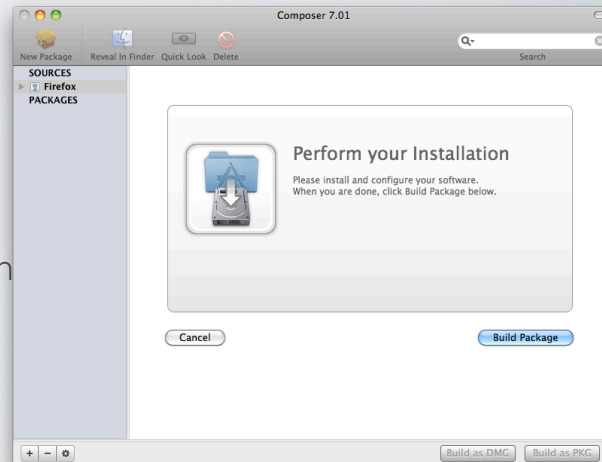 Composer 7.01
New Package Reveal In Finder Quick Look Delete
Search
SOURCES
Firefox
PACKAGES
Perform your Installation
Please install and configure your software.
When you are done, click Build Package below.
n
Cancel
Build Package
Build as DMG
Build as PKG